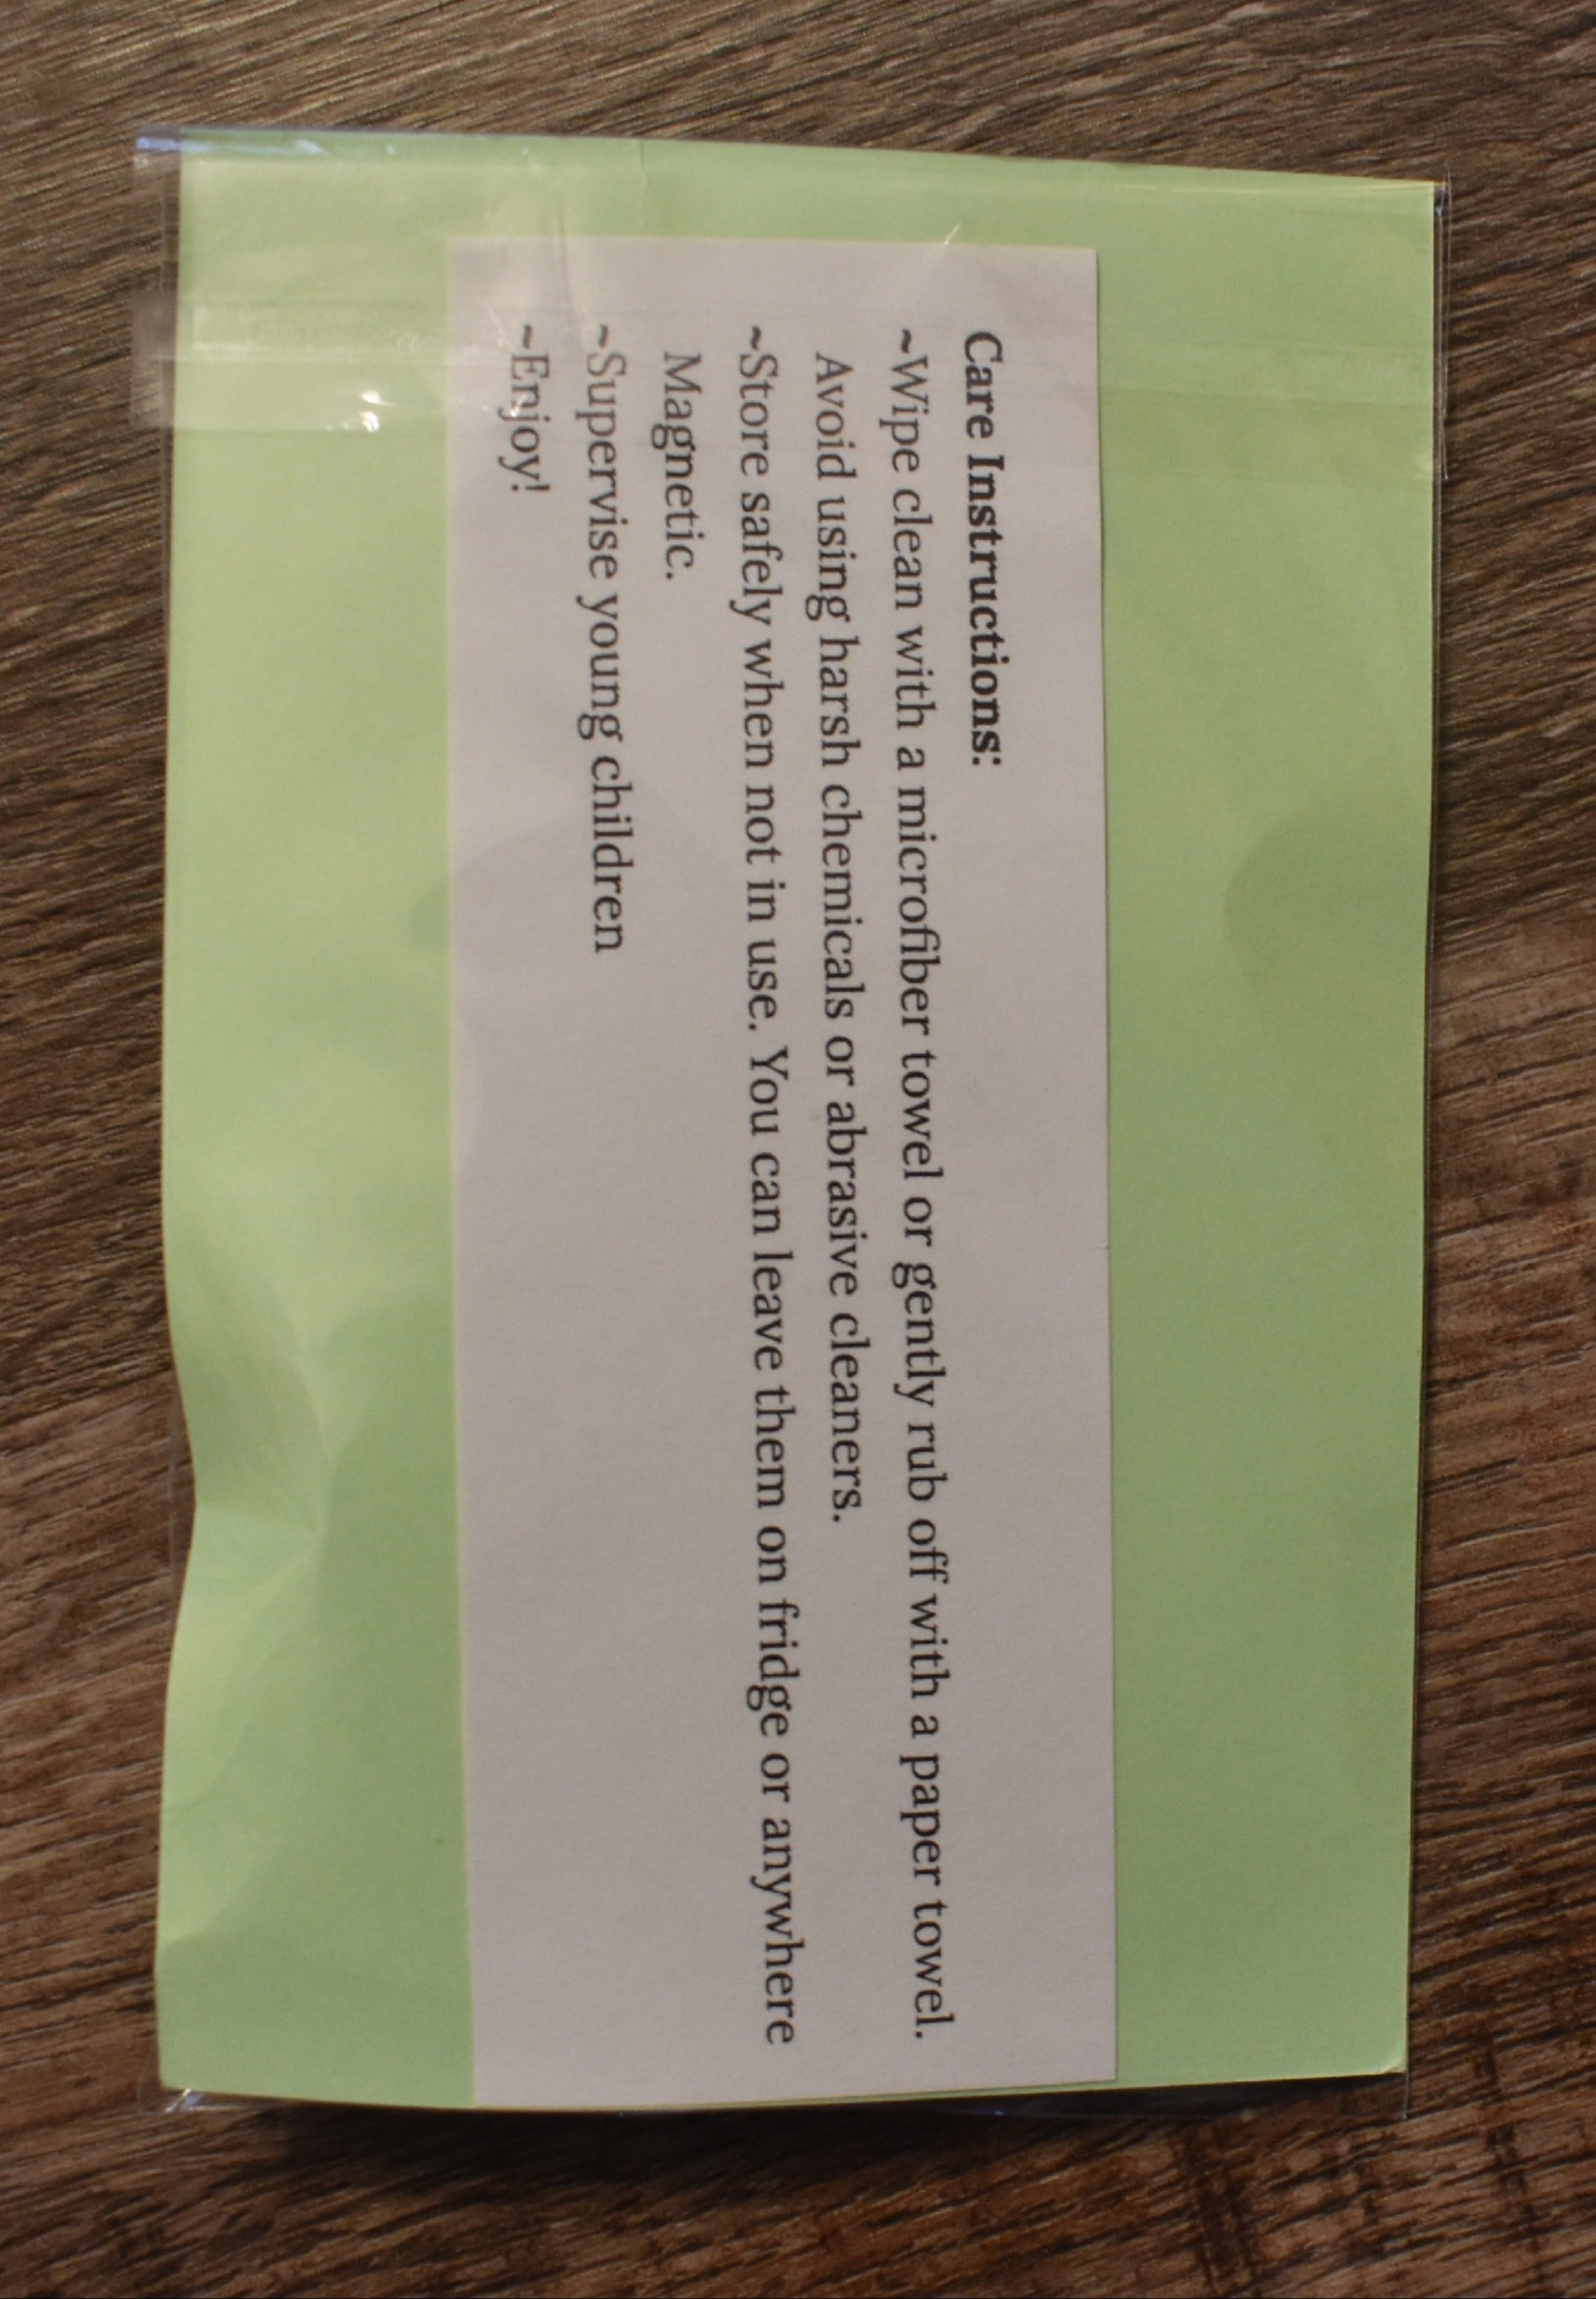 Care Instructions:
~Wipe clean with a microfiber towel or gently rub off with a paper towel.
Avoid using harsh chemicals or abrasive cleaners.
~Store safely when not in use. You can leave them on fridge or anywhere
Magnetic.
~Supervise young children
~Enjoy!